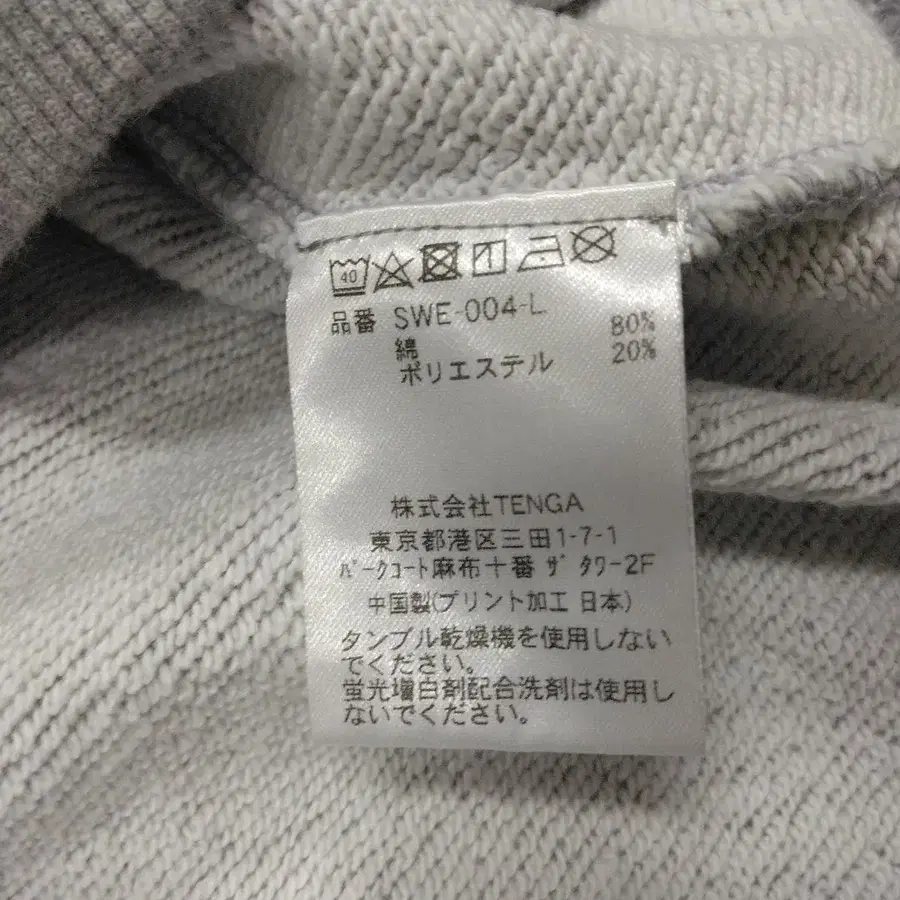 40
品番 SWE-004-L
綿 80%
ポリエステル 20%
株式会社TENGA
東京都港区三田1-7-1
ﾊﾟｰｸｺｰﾄ麻布十番 ｻﾞ ﾀﾜｰ2F
中国製(プリント加工 日本)
タンブル乾燥機を使用しない
でください。
蛍光増白剤配合洗剤は使用し
ないでください。